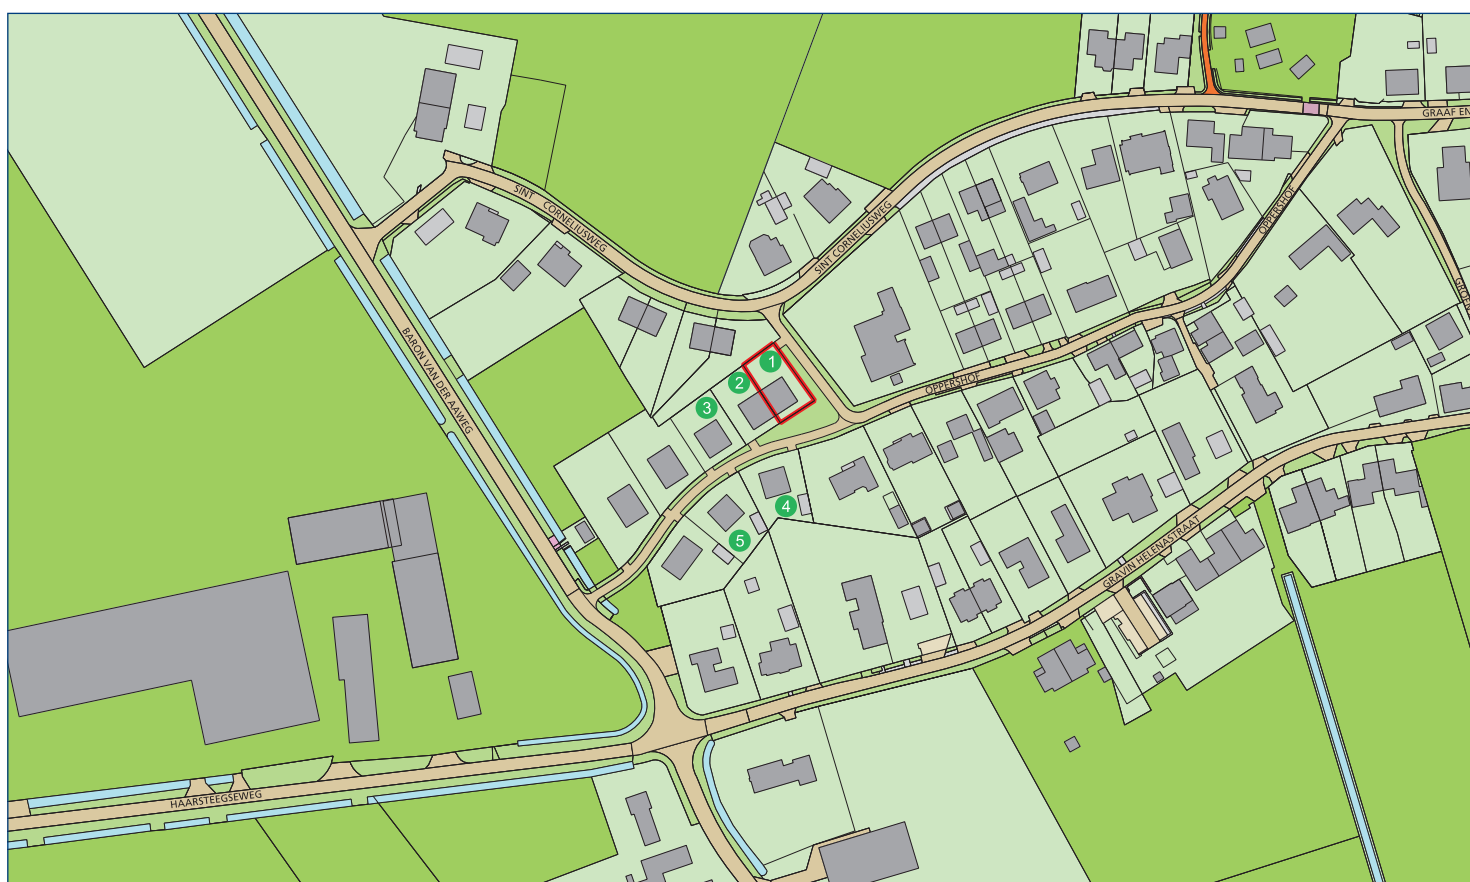 GRAAF EN
SINT CORNELIUSWEG
OPPERSHOF
SINT CORNELIUSWEG
GROEN
BARON VAN DER AAWEG
1
2
OPPERSHOF
3
4
5
GRAVIN HELENASTRAAT
HAARSTEEGSEWEG